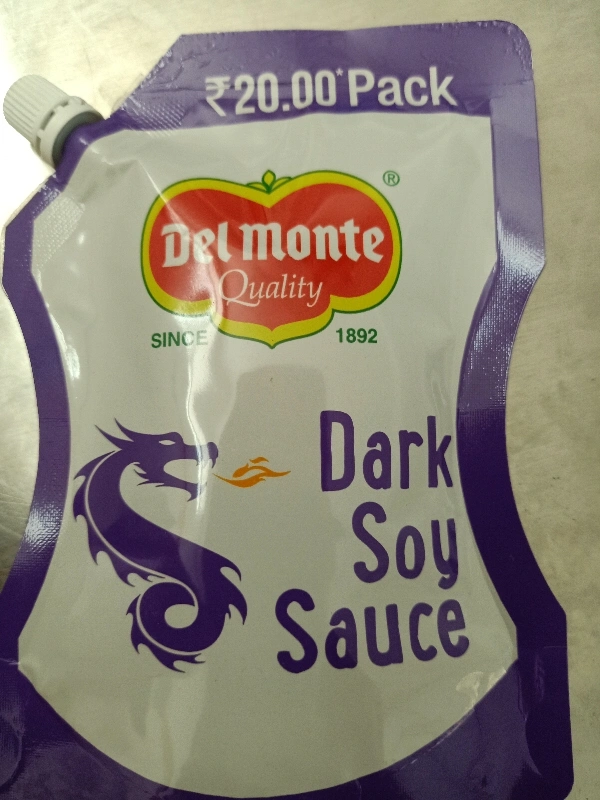 ₹20.00*Pack
®
Del Monte
Quality
SINCE 1892
Dark
Soy
Sauce